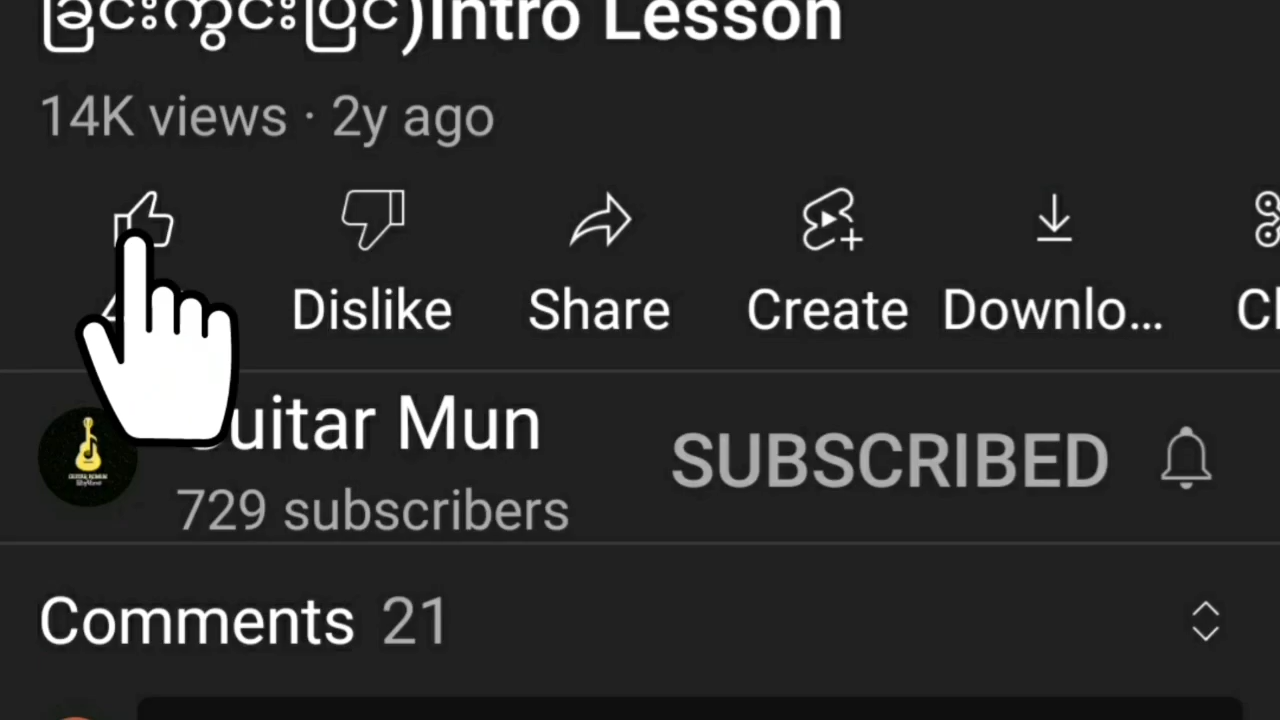 ခြင်းကွင်းပြင်)Intro Lesson
14K views · 2y ago
Dislike Share Create Downlo...
uitar Mun
SUBSCRIBED
729 subscribers
Comments 21